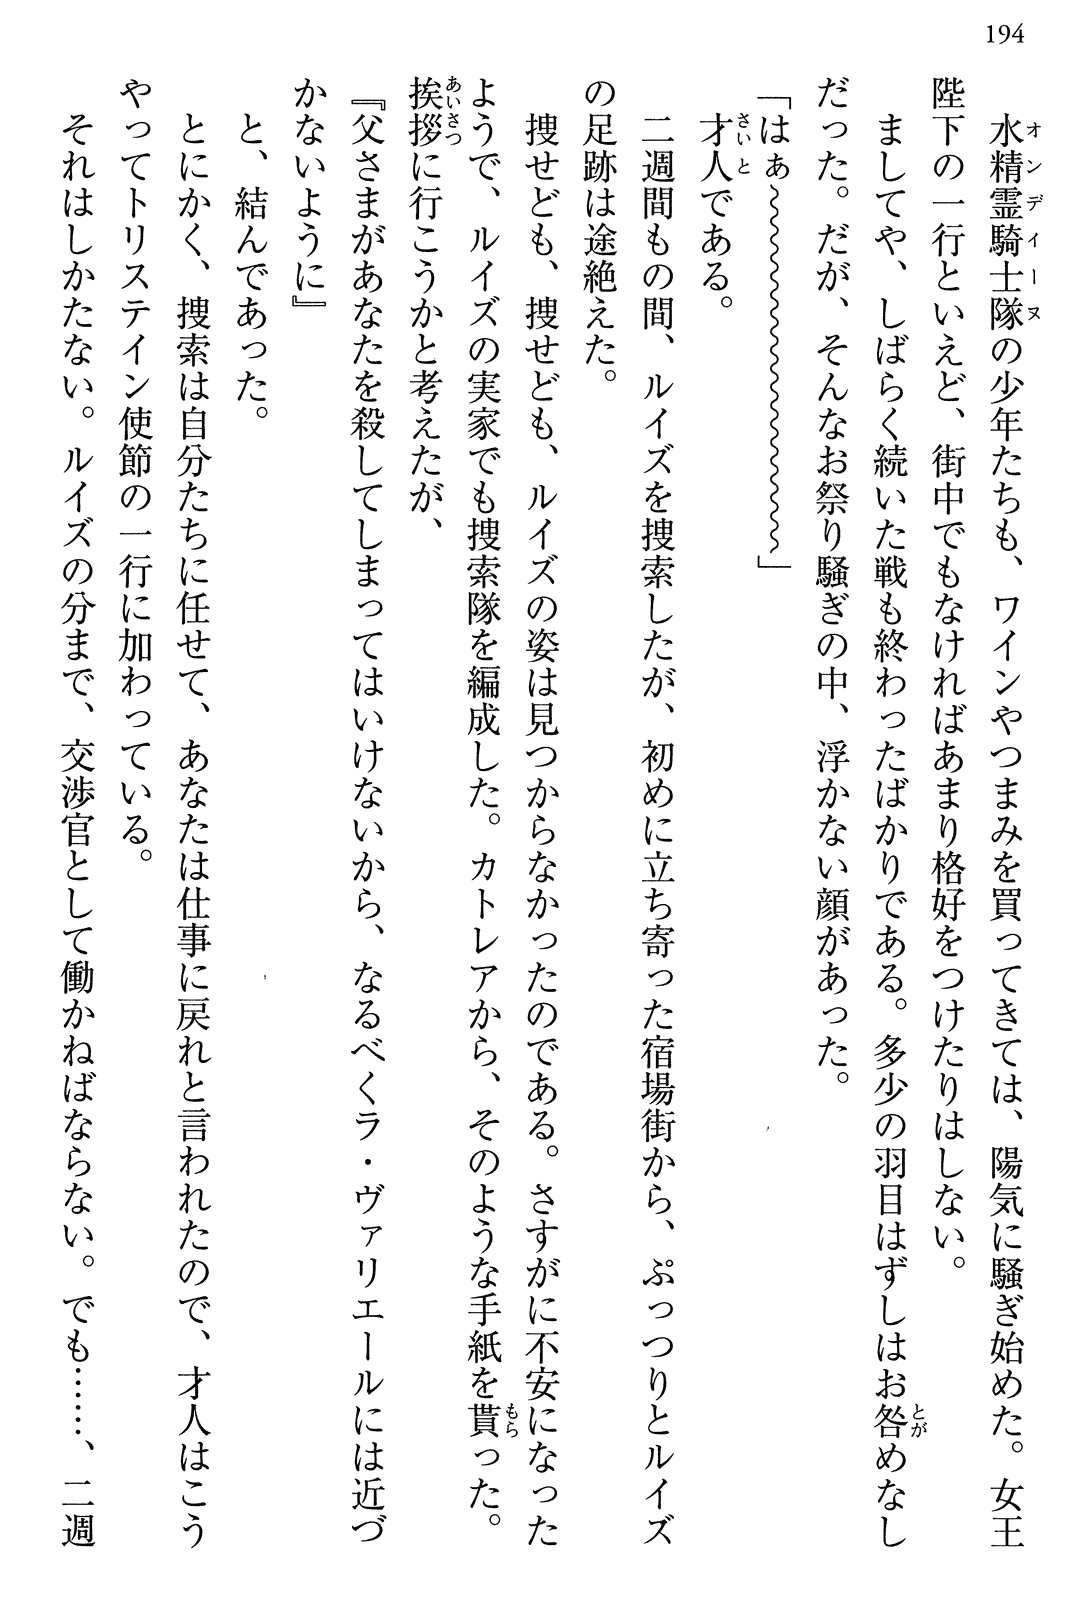 194
水精霊騎士隊の少年たちも、ワインやつまみを買ってきては、陽気に騒ぎ始めた。女王
陛下の一行といえど、街中でもなければあまり格好をつけたりはしない。
ましてや、しばらく続いた戦も終わったばかりである。多少の羽目はずしはお咎めなし
だった。だが、そんなお祭り騒ぎの中、浮かない顔があった。
「はぁ~~~~~~~~~~~~~~」
才人である。
二週間もの間、ルイズを捜索したが、初めに立ち寄った宿場街から、ぷっつりとルイズ
の足跡は途絶えた。
捜せども、捜せども、ルイズの姿は見つからなかったのである。さすがに不安になった
ようで、ルイズの実家でも捜索隊を編成した。カトレアから、そのような手紙を貰った。
挨拶に行こうかと考えたが、
『父さまがあなたを殺してしまってはいけないから、なるべくラ・ヴァリエールには近づ
かないように』
と、結んであった。
とにかく、捜索は自分たちに任せて、あなたは仕事に戻れと言われたので、才人はこう
やってトリステイン使節の一行に加わっている。
それはしかたない。ルイズの分まで、交渉官として働かねばならない。でも……、二週